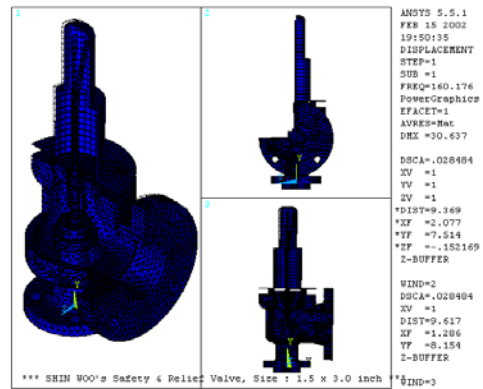 1
2
3
ANSYS 5.5.1
FEB 15 2002
19:50:35
DISPLACEMENT
STEP=1
SUB =1
FREQ=160.176
PowerGraphics
EFACET=1
AVRES=Mat
DMX =30.637
DSCA=.028484
XV =1
YV =1
ZV =1
*DIST=9.369
*XF =2.077
*YF =7.514
*ZF =-.152169
Z-BUFFER
WIND=2
DSCA=.028484
XV =1
DIST=9.617
XF =1.286
YF =8.154
Z-BUFFER
WIND=3
*** SHIN WOO's Safety & Relief Valve, Size : 1.5 x 3.0 inch ***